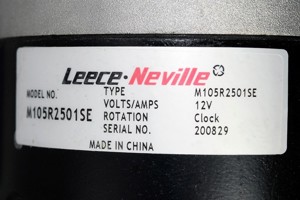 Leece-Neville
MODEL NO. TYPE M105R2501SE
M105R2501SE VOLTS/AMPS 12V
ROTATION Clock
SERIAL NO. 200829
MADE IN CHINA